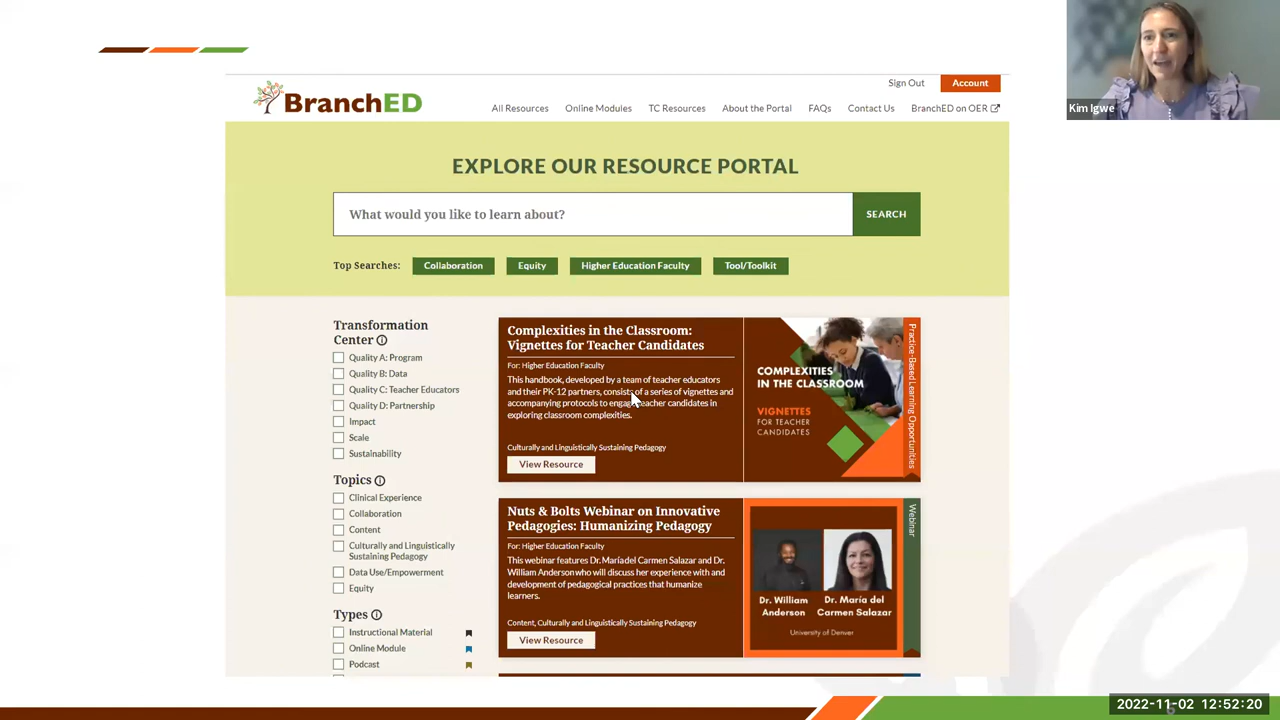 Kim Igwe
Sign Out
Account
BranchED
All Resources
Online Modules
TC Resources
About the Portal
FAQs
Contact Us
BranchED on OER
EXPLORE OUR RESOURCE PORTAL
What would you like to learn about?
SEARCH
Top Searches:
Collaboration
Equity
Higher Education Faculty
Tool/Toolkit
Transformation
Center
Quality A: Program
Quality B: Data
Quality C: Teacher Educators
Quality D: Partnership
Impact
Scale
Sustainability
Topics
Clinical Experience
Collaboration
Content
Culturally and Linguistically
Sustaining Pedagogy
Data Use/Empowerment
Equity
Types
Instructional Material
Online Module
Podcast
Complexities in the Classroom:
Vignettes for Teacher Candidates
For: Higher Education Faculty
This handbook, developed by a team of teacher educators
and their PK-12 partners, consists of a series of vignettes and
accompanying protocols to engage teacher candidates in
exploring classroom complexities.
Culturally and Linguistically Sustaining Pedagogy
View Resource
COMPLEXITIES
IN THE CLASSROOM
VIGNETTES
FOR TEACHER
CANDIDATES
Practice-Based Learning Opportunities
Nuts & Bolts Webinar on Innovative
Pedagogies: Humanizing Pedagogy
For: Higher Education Faculty
This webinar features Dr. María del Carmen Salazar and Dr.
William Anderson who will discuss her experience with and
development of pedagogical practices that humanize
learners.
Content, Culturally and Linguistically Sustaining Pedagogy
View Resource
Dr. William
Anderson
Dr. María del
Carmen Salazar
University of Denver
Webinar
2022-11-02 12:52:20